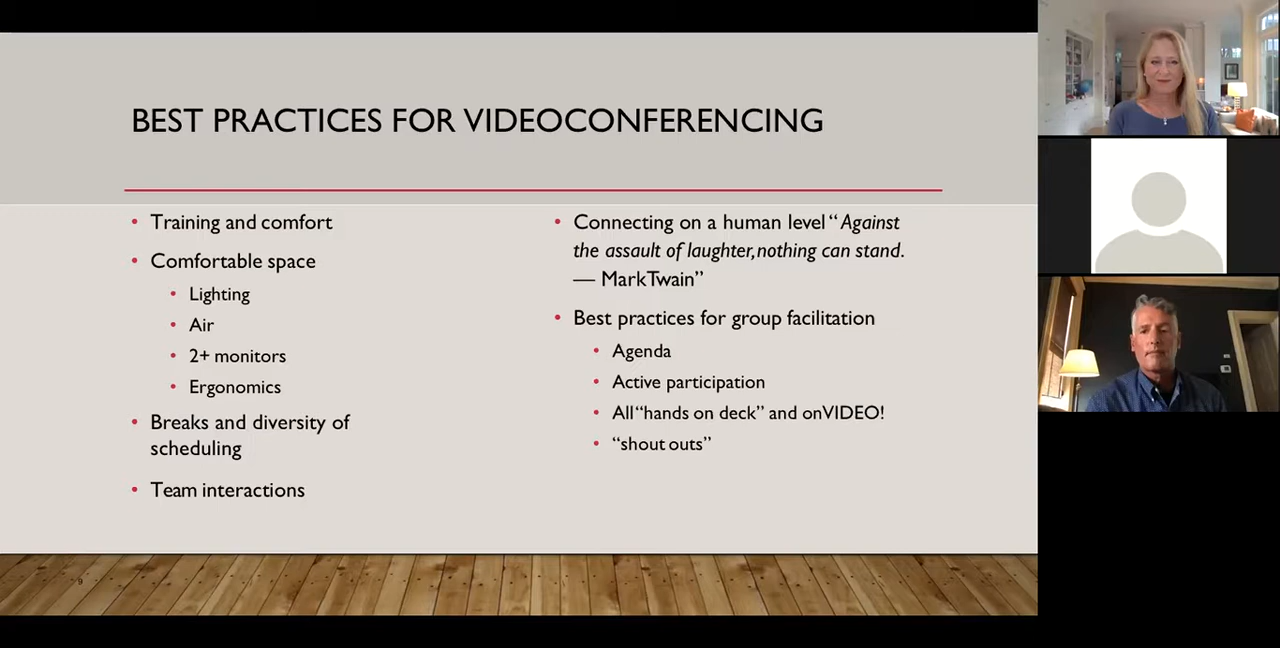 BEST PRACTICES FOR VIDEOCONFERENCING
• Training and comfort
• Comfortable space
• Lighting
• Air
• 2+ monitors
• Ergonomics
• Breaks and diversity of
scheduling
• Team interactions
• Connecting on a human level “Against
the assault of laughter, nothing can stand.
— Mark Twain”
• Best practices for group facilitation
• Agenda
• Active participation
• All “hands on deck” and on VIDEO!
• “shout outs”
9